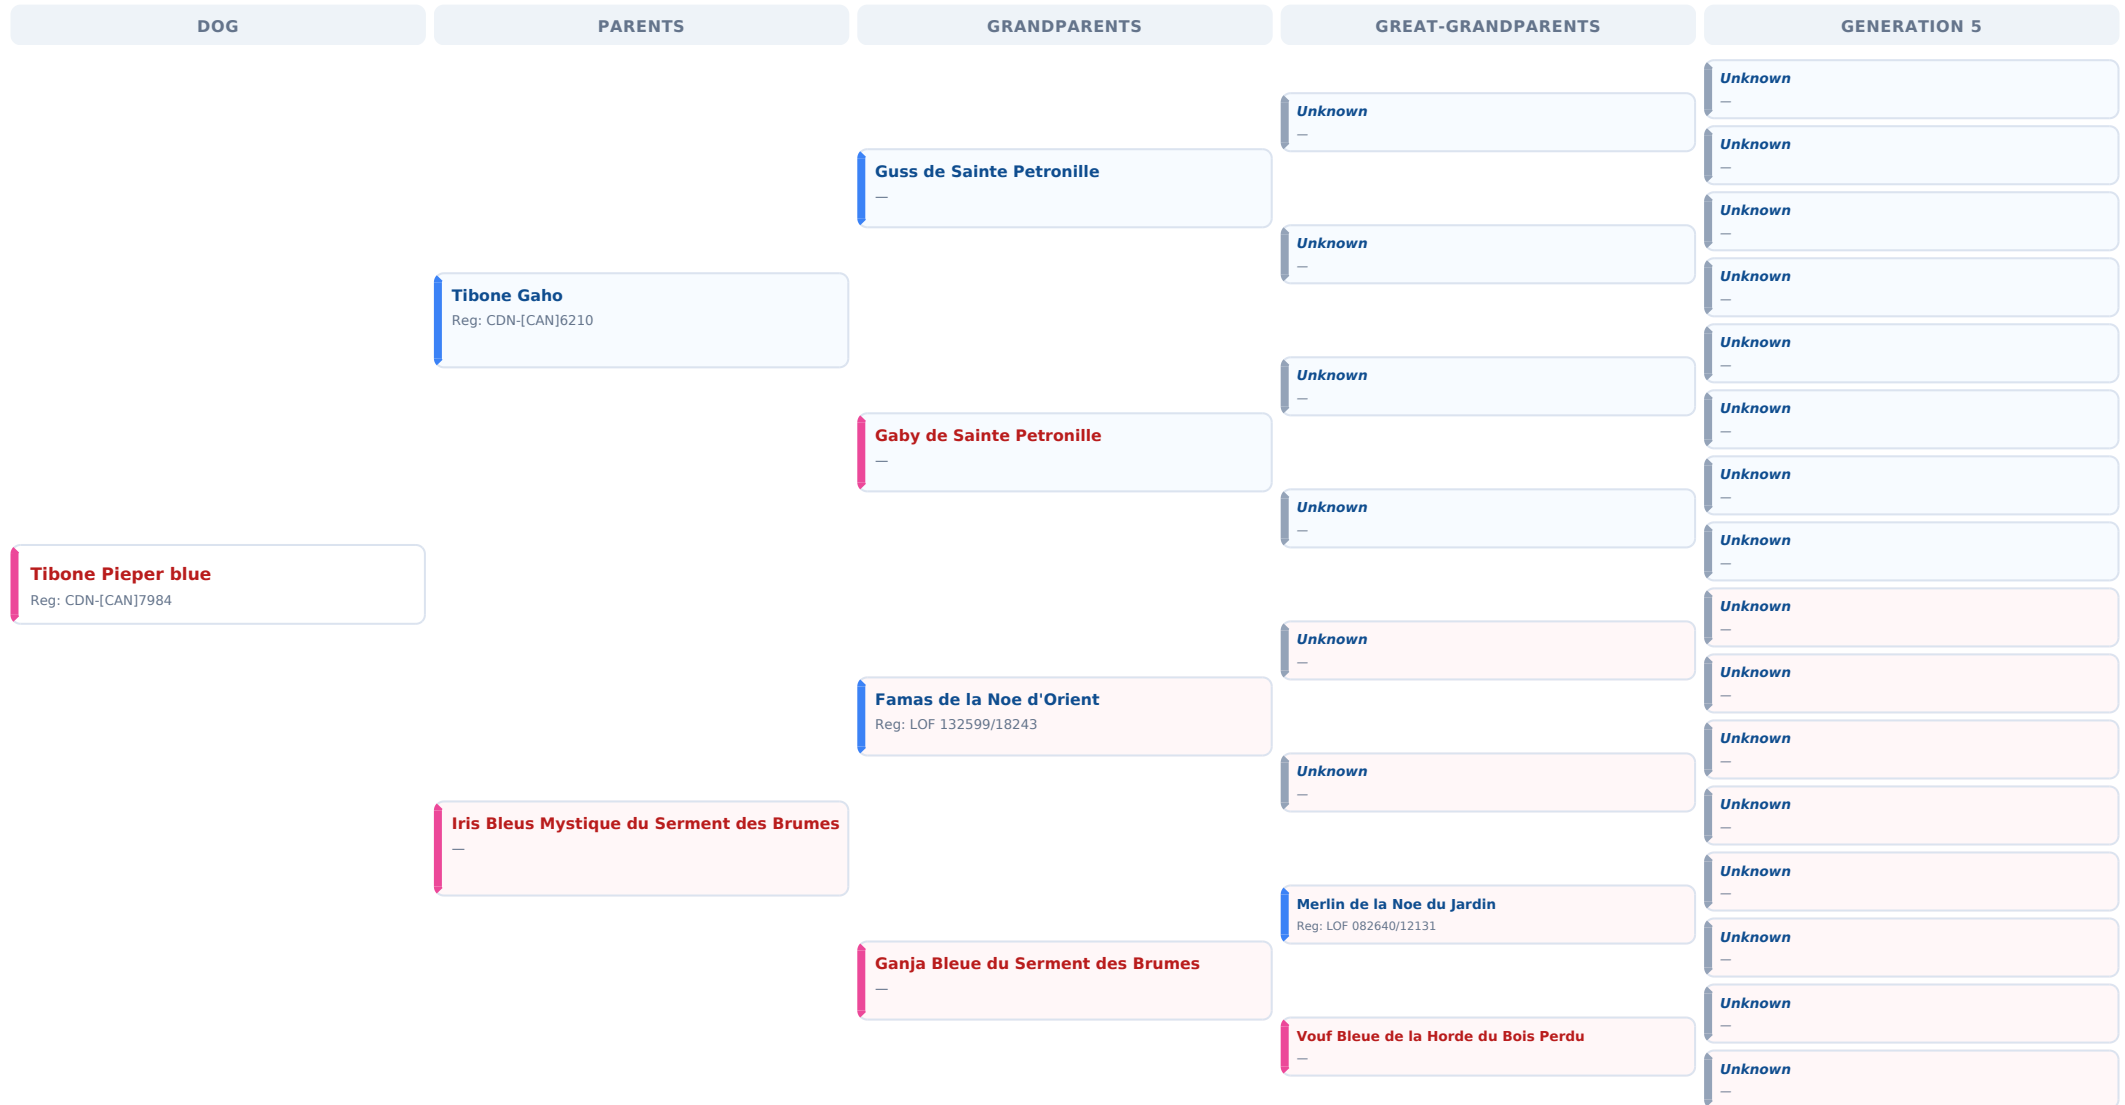 DOG
PARENTS
GRANDPARENTS
GREAT-GRANDPARENTS
GENERATION 5
Tibone Pieper blue
Reg: CDN-[CAN]7984
Tibone Gaho
Reg: CDN-[CAN]6210
Iris Bleus Mystique du Serment des Brumes
—
Guss de Sainte Petronille
—
Gaby de Sainte Petronille
—
Famas de la Noe d'Orient
Reg: LOF 132599/18243
Ganja Bleue du Serment des Brumes
—
Unknown
—
Unknown
—
Unknown
—
Unknown
—
Unknown
—
Unknown
—
Merlin de la Noe du Jardin
Reg: LOF 082640/12131
Vouf Bleue de la Horde du Bois Perdu
—
Unknown
—
Unknown
—
Unknown
—
Unknown
—
Unknown
—
Unknown
—
Unknown
—
Unknown
—
Unknown
—
Unknown
—
Unknown
—
Unknown
—
Unknown
—
Unknown
—
Unknown
—
Unknown
—